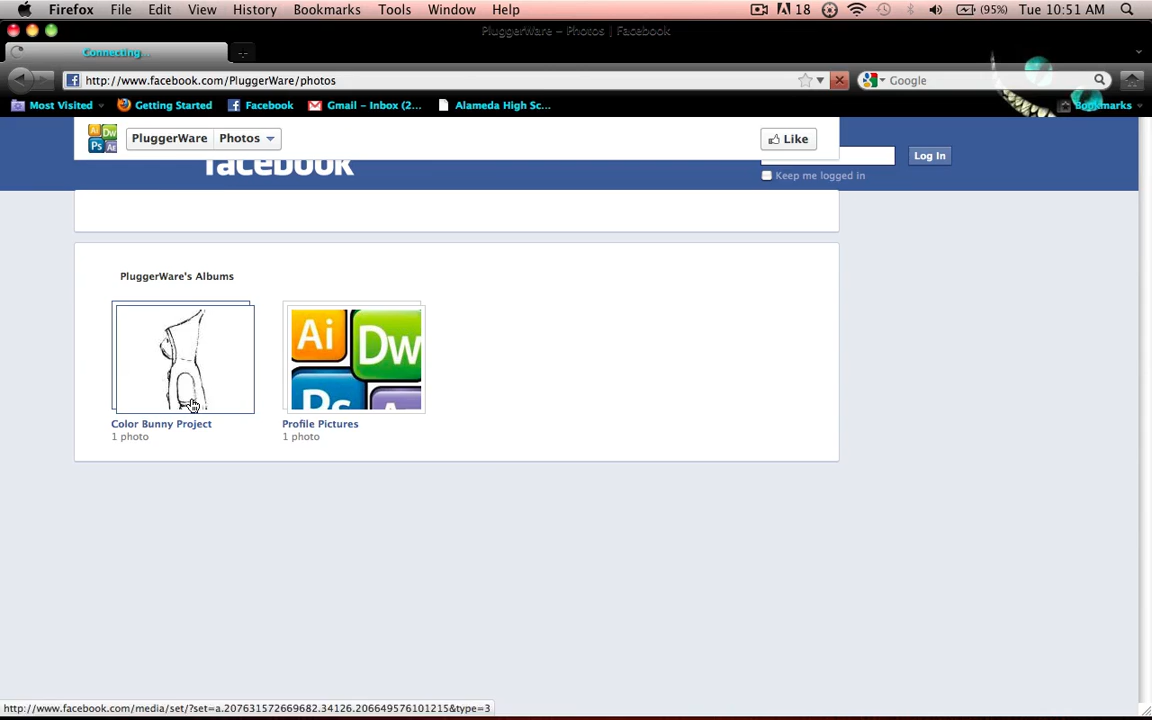 Firefox File Edit View History Bookmarks Tools Window Help 18 (95%) Tue 10:51 AM
PluggerWare – Photos | Facebook
Connecting...
http://www.facebook.com/PluggerWare/photos Google
Most Visited Getting Started Facebook Gmail – Inbox (2... Alameda High Sc... Bookmarks
PluggerWare Photos Like
facebook Log In
Keep me logged in
PluggerWare's Albums
Ai Dw
Ps
Color Bunny Project Profile Pictures
1 photo 1 photo
http://www.facebook.com/media/set/?set=a.207631572669682.34126.206649576101215&type=3